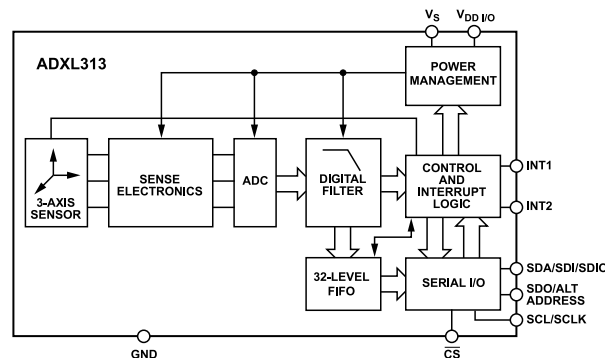 VS
VDD I/O
ADXL313
POWER
MANAGEMENT
3-AXIS
SENSOR
SENSE
ELECTRONICS
ADC
DIGITAL
FILTER
CONTROL
AND
INTERRUPT
LOGIC
INT1
INT2
32-LEVEL
FIFO
SERIAL I/O
SDA/SDI/SDIO
SDO/ALT
ADDRESS
SCL/SCLK
GND
CS